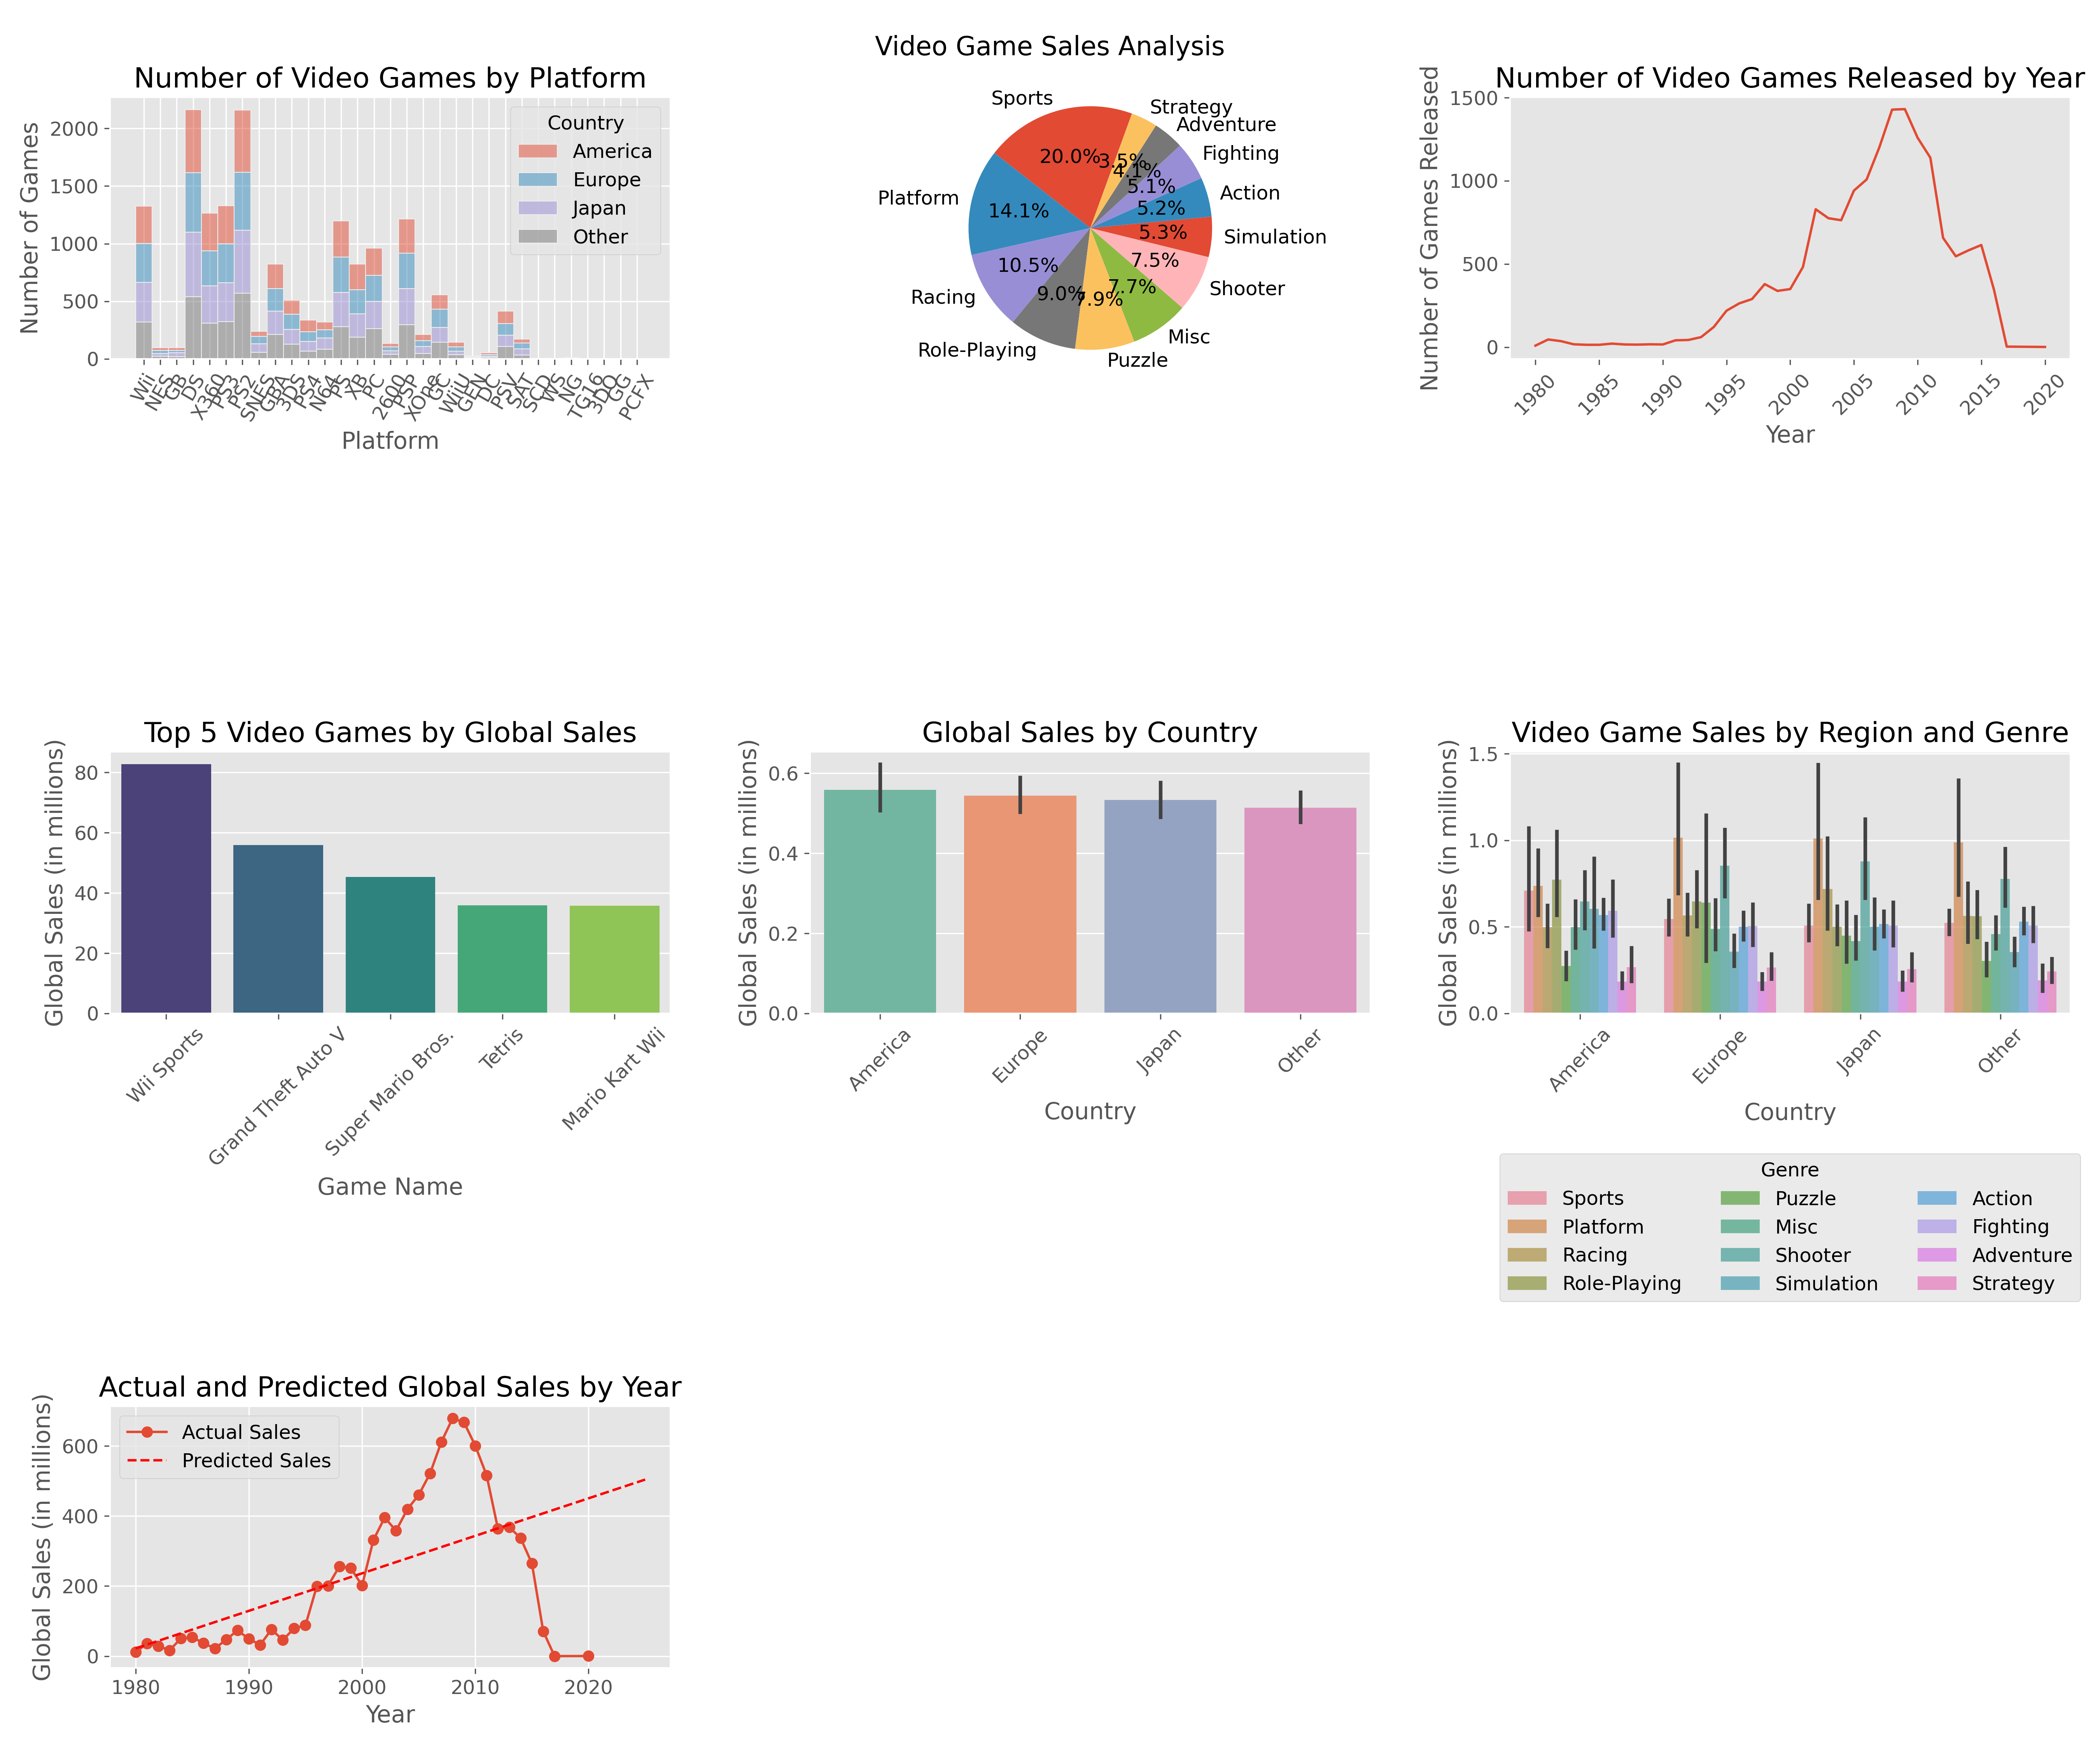 Number of Video Games by Platform
Number of Games
2000
1500
1000
500
0
Country
America
Europe
Japan
Other
Wii
NES
GB
DS
X360
PS3
PS2
SNES
GBA
3DS
PS4
N64
PS
XB
PC
2600
PSP
XOne
GC
WiiU
GEN
DC
PSV
SAT
SCD
WS
NG
TG16
3DO
GG
PCFX
Platform
Video Game Sales Analysis
Sports
Strategy
Adventure
Fighting
Action
Simulation
Shooter
Misc
Puzzle
Role-Playing
Racing
Platform
20.0%
3.5%
4.1%
5.1%
5.2%
5.3%
7.5%
7.7%
7.9%
9.0%
10.5%
14.1%
Number of Video Games Released by Year
Number of Games Released
1500
1000
500
0
1980
1985
1990
1995
2000
2005
2010
2015
2020
Year
Top 5 Video Games by Global Sales
Global Sales (in millions)
80
60
40
20
0
Wii Sports
Grand Theft Auto V
Super Mario Bros.
Tetris
Mario Kart Wii
Game Name
Global Sales by Country
Global Sales (in millions)
0.6
0.4
0.2
0.0
America
Europe
Japan
Other
Country
Video Game Sales by Region and Genre
Global Sales (in millions)
1.5
1.0
0.5
0.0
America
Europe
Japan
Other
Country
Genre
Sports
Platform
Racing
Role-Playing
Puzzle
Misc
Shooter
Simulation
Action
Fighting
Adventure
Strategy
Actual and Predicted Global Sales by Year
Global Sales (in millions)
600
400
200
0
Actual Sales
Predicted Sales
1980
1990
2000
2010
2020
Year